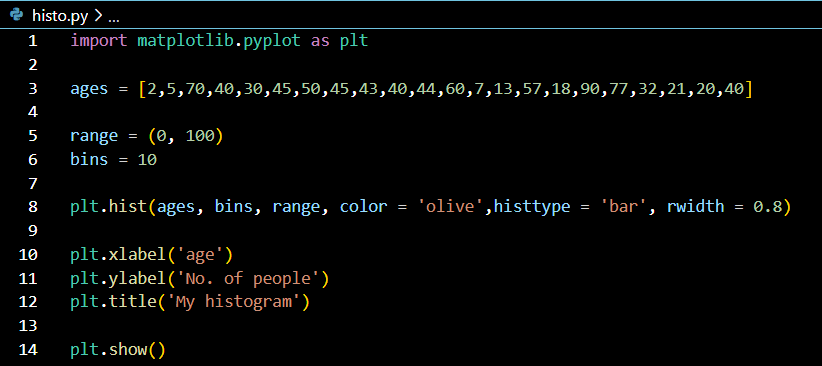 histo.py > ...
1 import matplotlib.pyplot as plt
2
3 ages = [2,5,70,40,30,45,50,45,43,40,44,60,7,13,57,18,90,77,32,21,20,40]
4
5 range = (0, 100)
6 bins = 10
7
8 plt.hist(ages, bins, range, color = 'olive',histtype = 'bar', rwidth = 0.8)
9
10 plt.xlabel('age')
11 plt.ylabel('No. of people')
12 plt.title('My histogram')
13
14 plt.show()